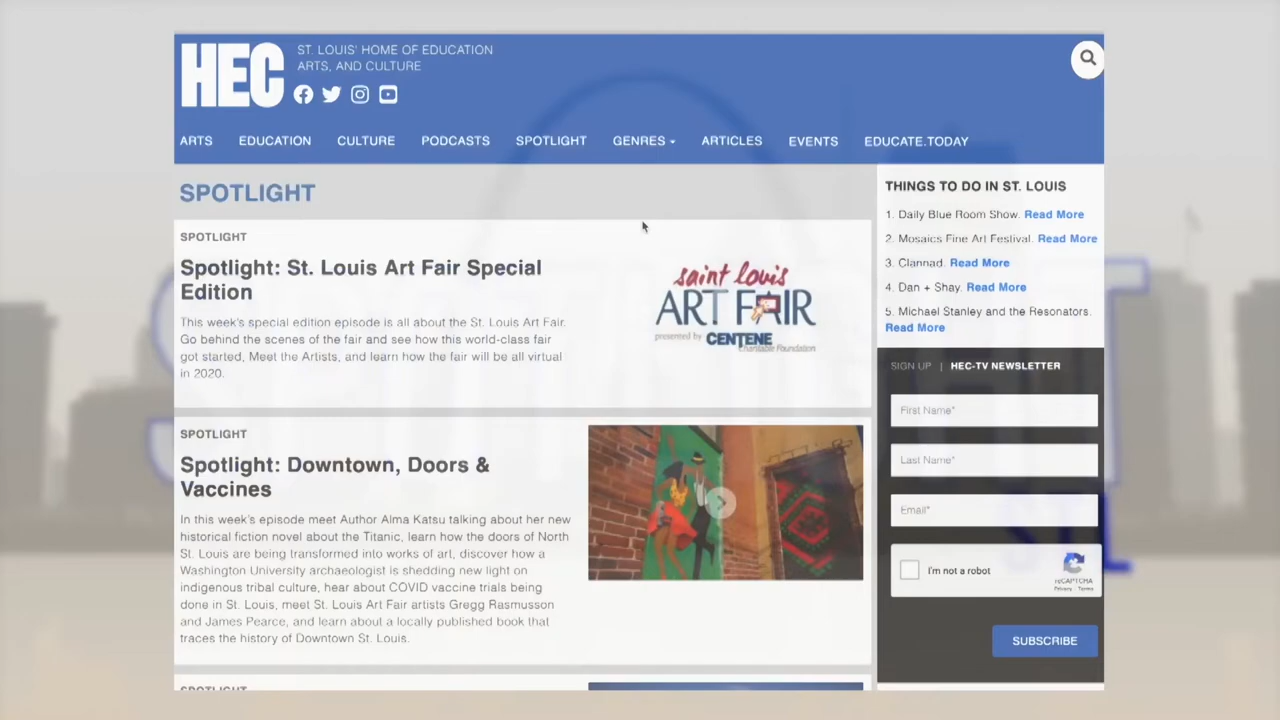 HEC
ST. LOUIS' HOME OF EDUCATION
ARTS, AND CULTURE
ARTS EDUCATION CULTURE PODCASTS SPOTLIGHT GENRES ARTICLES EVENTS EDUCATE.TODAY
SPOTLIGHT
SPOTLIGHT
Spotlight: St. Louis Art Fair Special
Edition
This week's special edition episode is all about the St. Louis Art Fair.
Go behind the scenes of the fair and see how this world-class fair
got started, Meet the Artists, and learn how the fair will be all virtual
in 2020.
saint louis
ART FAIR
presented by CENTENE
Charitable Foundation
SPOTLIGHT
Spotlight: Downtown, Doors &
Vaccines
In this week's episode meet Author Alma Katsu talking about her new
historical fiction novel about the Titanic, learn how the doors of North
St. Louis are being transformed into works of art, discover how a
Washington University archaeologist is shedding new light on
indigenous tribal culture, hear about COVID vaccine trials being
done in St. Louis, meet St. Louis Art Fair artists Gregg Rasmusson
and James Pearce, and learn about a locally published book that
traces the history of Downtown St. Louis.
SPOTLIGHT
THINGS TO DO IN ST. LOUIS
1. Daily Blue Room Show. Read More
2. Mosaics Fine Art Festival. Read More
3. Clannad. Read More
4. Dan + Shay. Read More
5. Michael Stanley and the Resonators.
Read More
SIGN UP | HEC-TV NEWSLETTER
First Name*
Last Name*
Email*
I'm not a robot
reCAPTCHA
Privacy - Terms
SUBSCRIBE